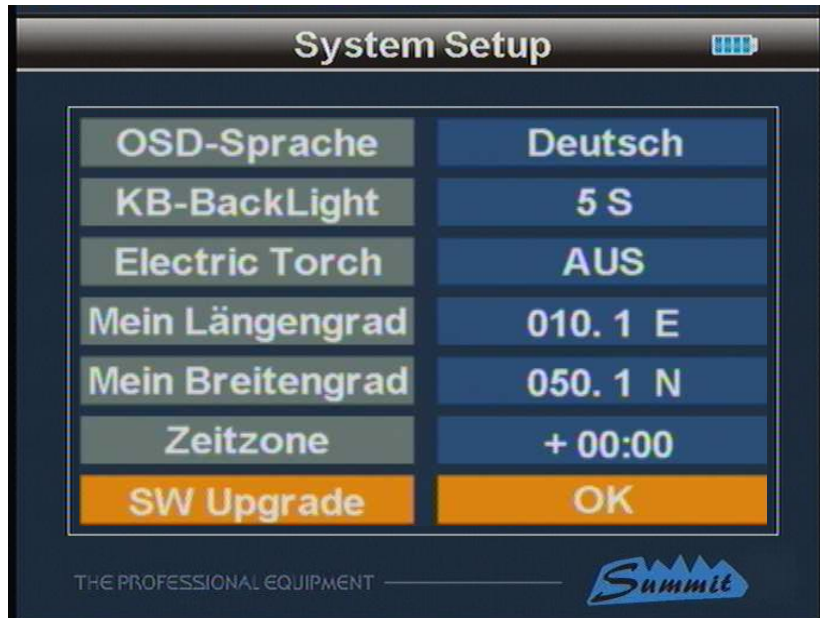 System Setup
OSD-Sprache Deutsch
KB-BackLight 5 S
Electric Torch AUS
Mein Längengrad 010. 1 E
Mein Breitengrad 050. 1 N
Zeitzone + 00:00
SW Upgrade OK
THE PROFESSIONAL EQUIPMENT
Summit